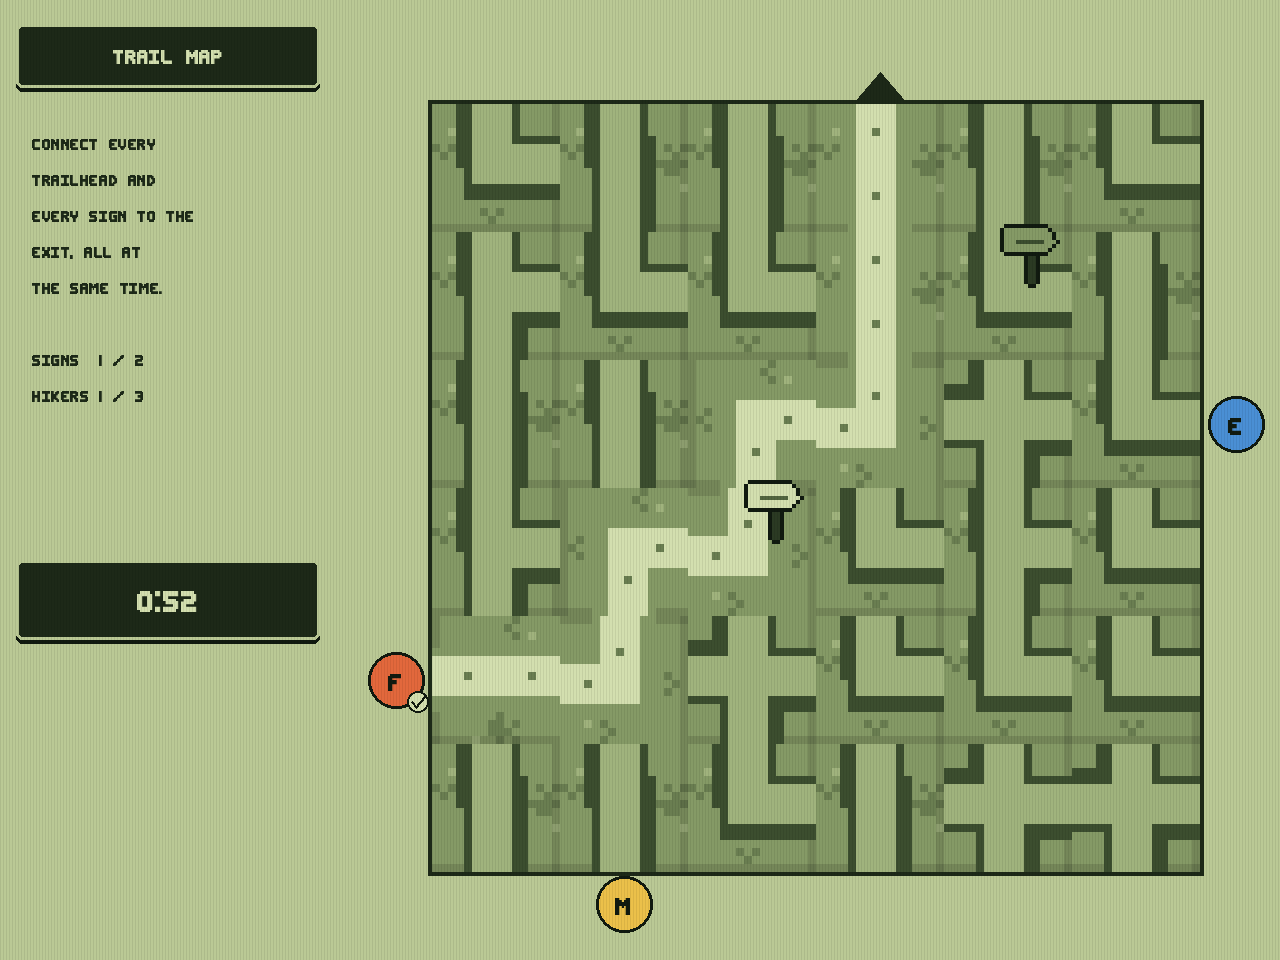 TRAIL MAP
CONNECT EVERY
TRAILHEAD AND
EVERY SIGN TO THE
EXIT, ALL AT
THE SAME TIME.
SIGNS 1 / 2
HIKERS 1 / 3
E
0:52
F
M